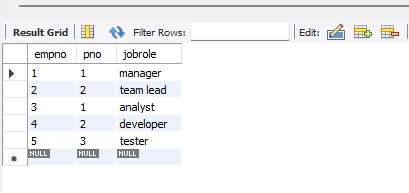 Result Grid Filter Rows: Edit:
empno pno jobrole
1 1 manager
2 2 team lead
3 1 analyst
4 2 developer
5 3 tester
NULL NULL NULL